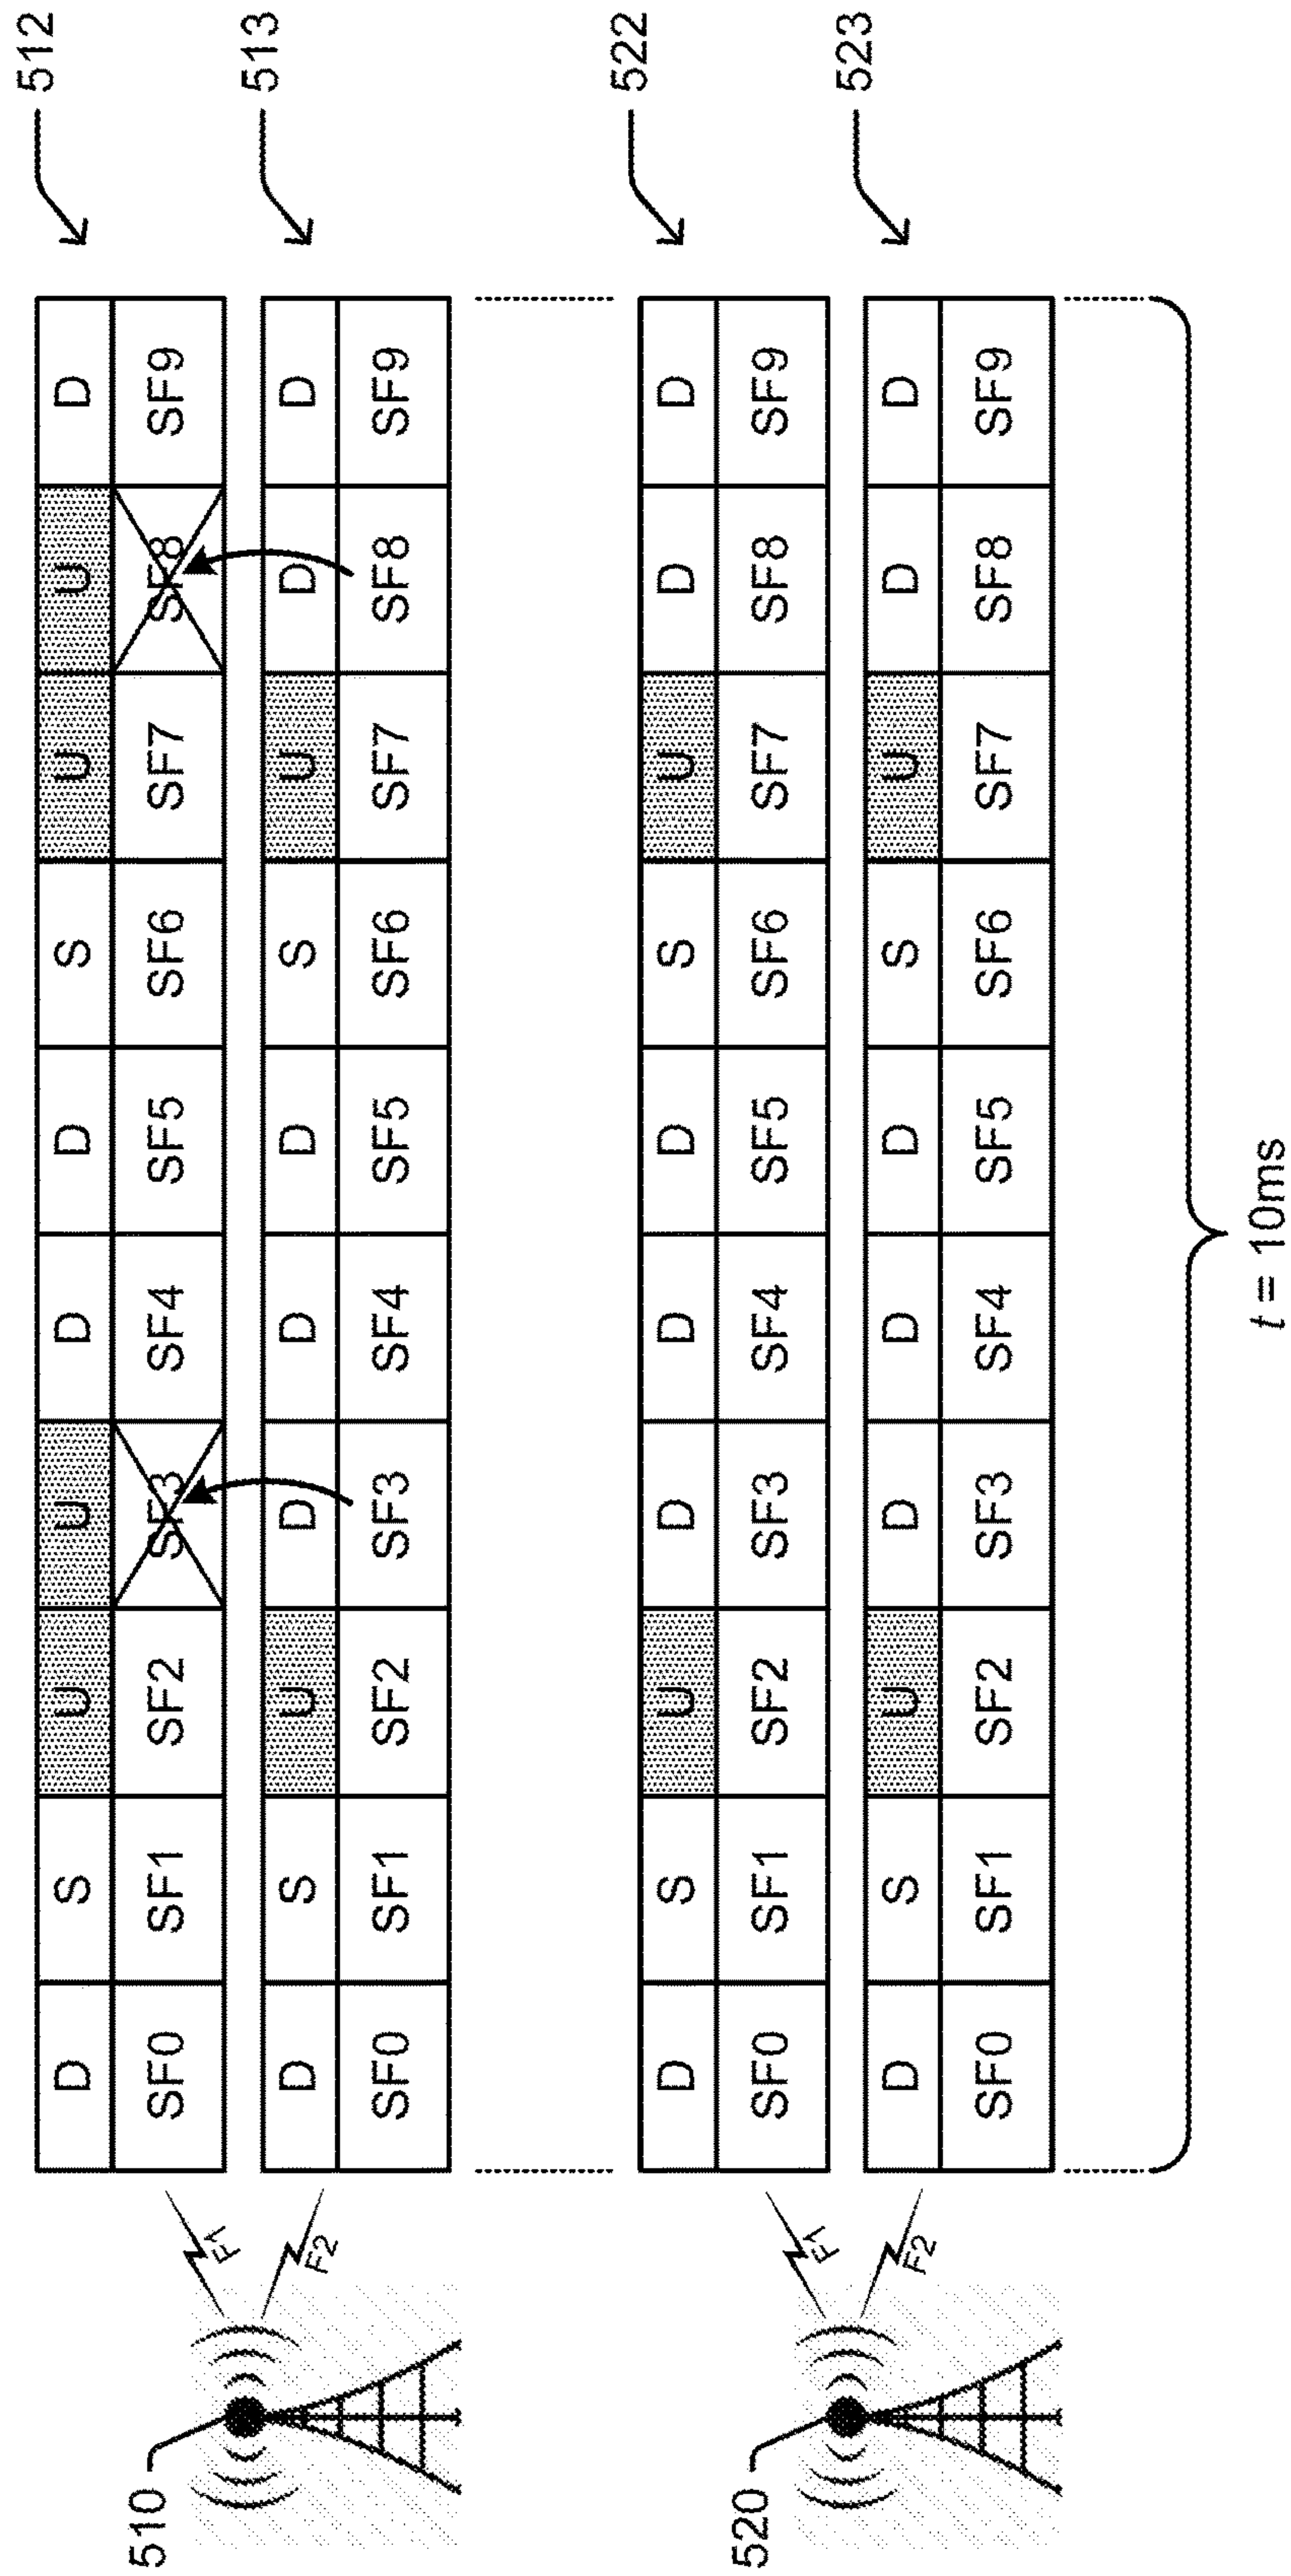 510
F1
F2
D S U U D D S U U D
SF0 SF1 SF2 SF3 SF4 SF5 SF6 SF7 SF8 SF9
512
D S U D D D S U D D
SF0 SF1 SF2 SF3 SF4 SF5 SF6 SF7 SF8 SF9
513
520
F1
F2
D S U D D D S U D D
SF0 SF1 SF2 SF3 SF4 SF5 SF6 SF7 SF8 SF9
522
D S U D D D S U D D
SF0 SF1 SF2 SF3 SF4 SF5 SF6 SF7 SF8 SF9
523
t = 10ms